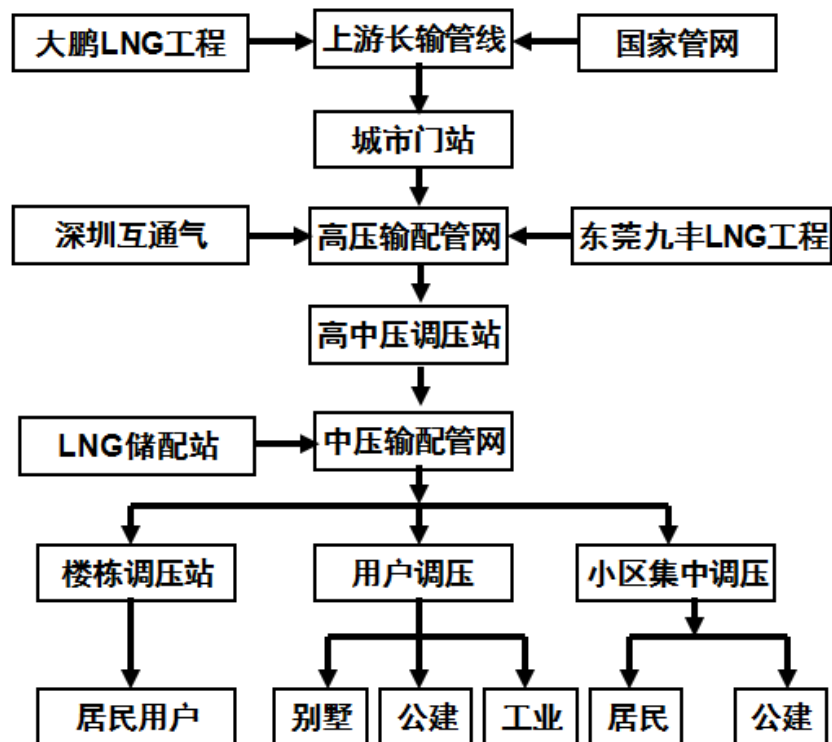 大鹏LNG工程
上游长输管线
国家管网
城市门站
深圳互通气
高压输配管网
东莞九丰LNG工程
高中压调压站
LNG储配站
中压输配管网
楼栋调压站
用户调压
小区集中调压
居民用户
别墅
公建
工业
居民
公建